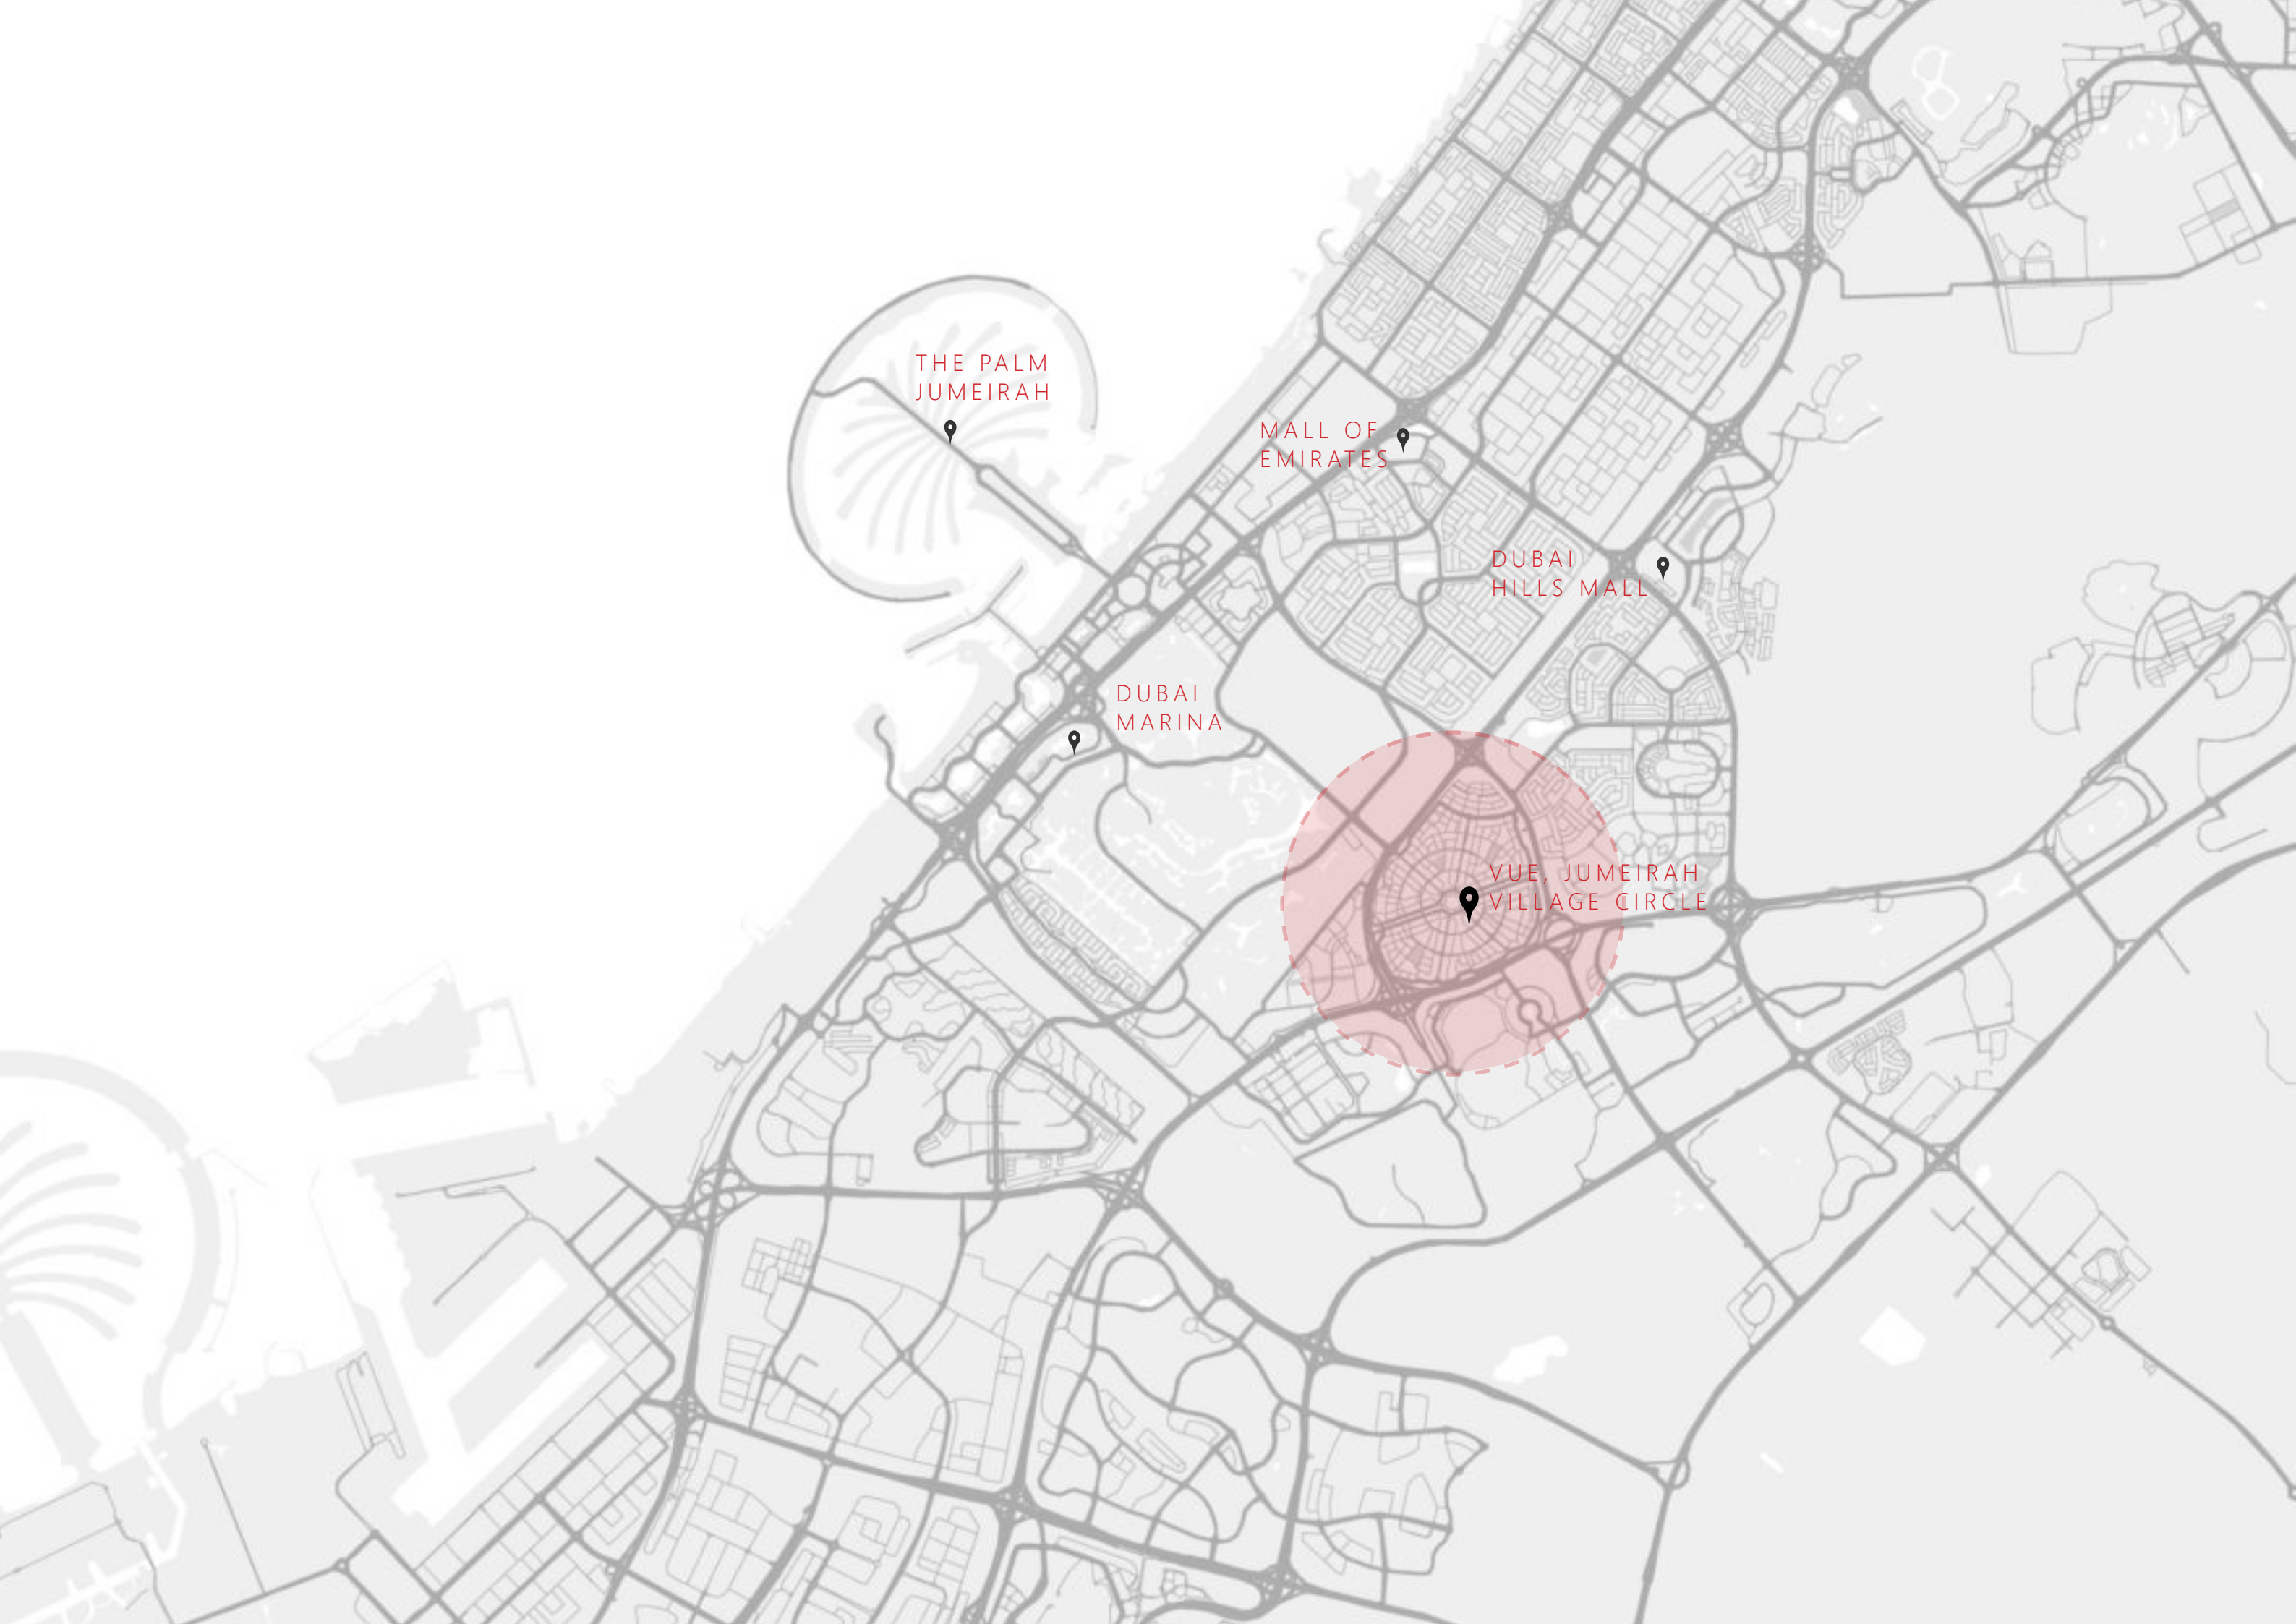 THE PALM
JUMEIRAH
MALL OF
EMIRATES
DUBAI
HILLS MALL
DUBAI
MARINA
VUE, JUMEIRAH
VILLAGE CIRCLE